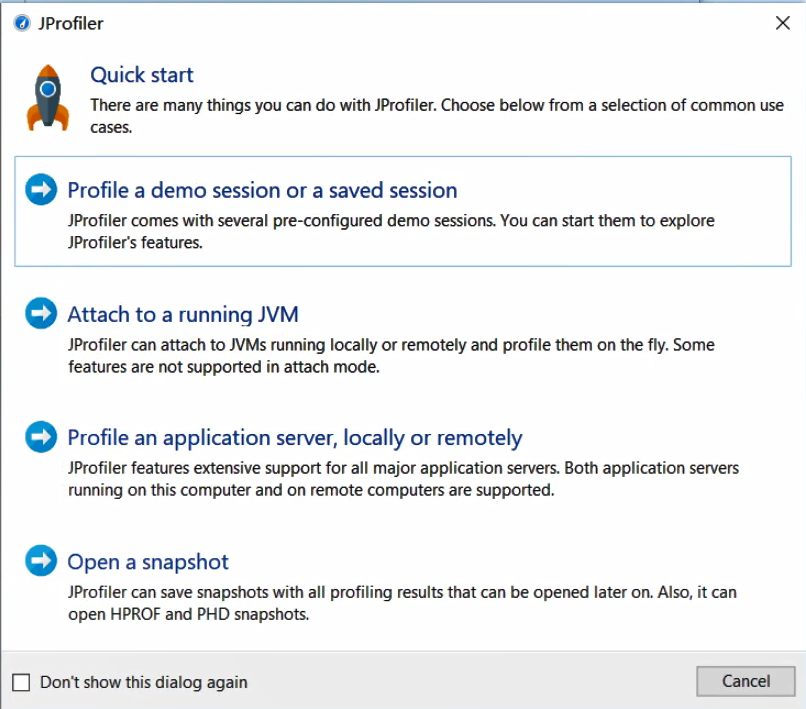 JProfiler
Quick start
There are many things you can do with JProfiler. Choose below from a selection of common use
cases.
Profile a demo session or a saved session
JProfiler comes with several pre-configured demo sessions. You can start them to explore
JProfiler's features.
Attach to a running JVM
JProfiler can attach to JVMs running locally or remotely and profile them on the fly. Some
features are not supported in attach mode.
Profile an application server, locally or remotely
JProfiler features extensive support for all major application servers. Both application servers
running on this computer and on remote computers are supported.
Open a snapshot
JProfiler can save snapshots with all profiling results that can be opened later on. Also, it can
open HPROF and PHD snapshots.
Don't show this dialog again
Cancel